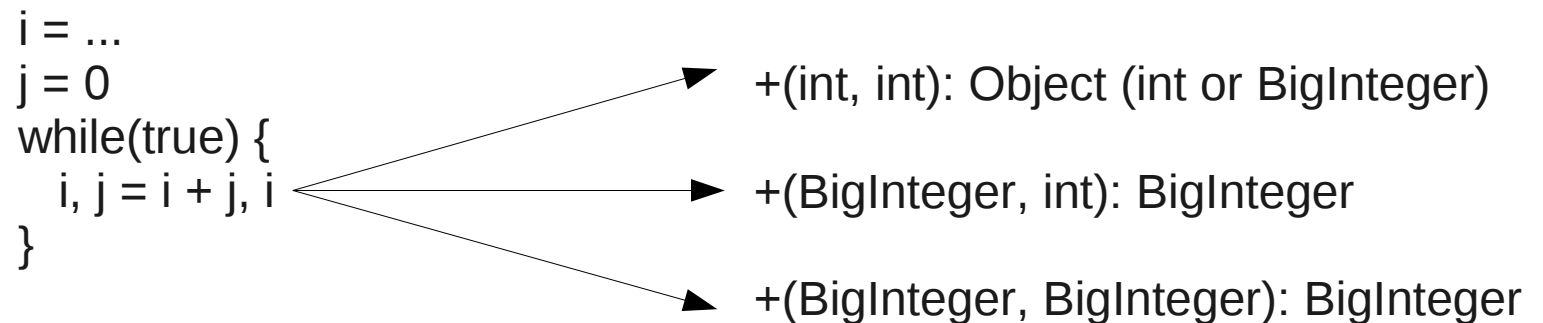 i = ...
j = 0
while(true) {
i, j = i + j, i
}
+(int, int): Object (int or BigInteger)
+(BigInteger, int): BigInteger
+(BigInteger, BigInteger): BigInteger